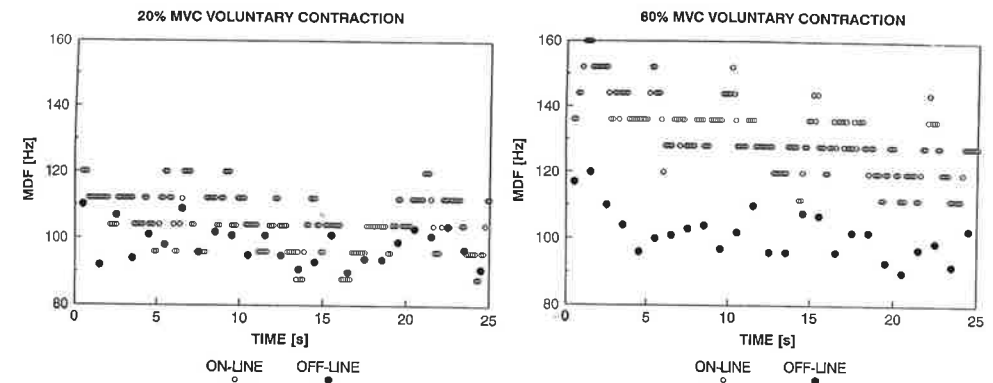 20% MVC VOLUNTARY CONTRACTION
160
140
120
100
80
MDF [Hz]
0 5 10 15 20 25
TIME [s]
ON-LINE OFF-LINE
60% MVC VOLUNTARY CONTRACTION
160
140
120
100
80
MDF [Hz]
0 5 10 15 20 25
TIME [s]
ON-LINE OFF-LINE